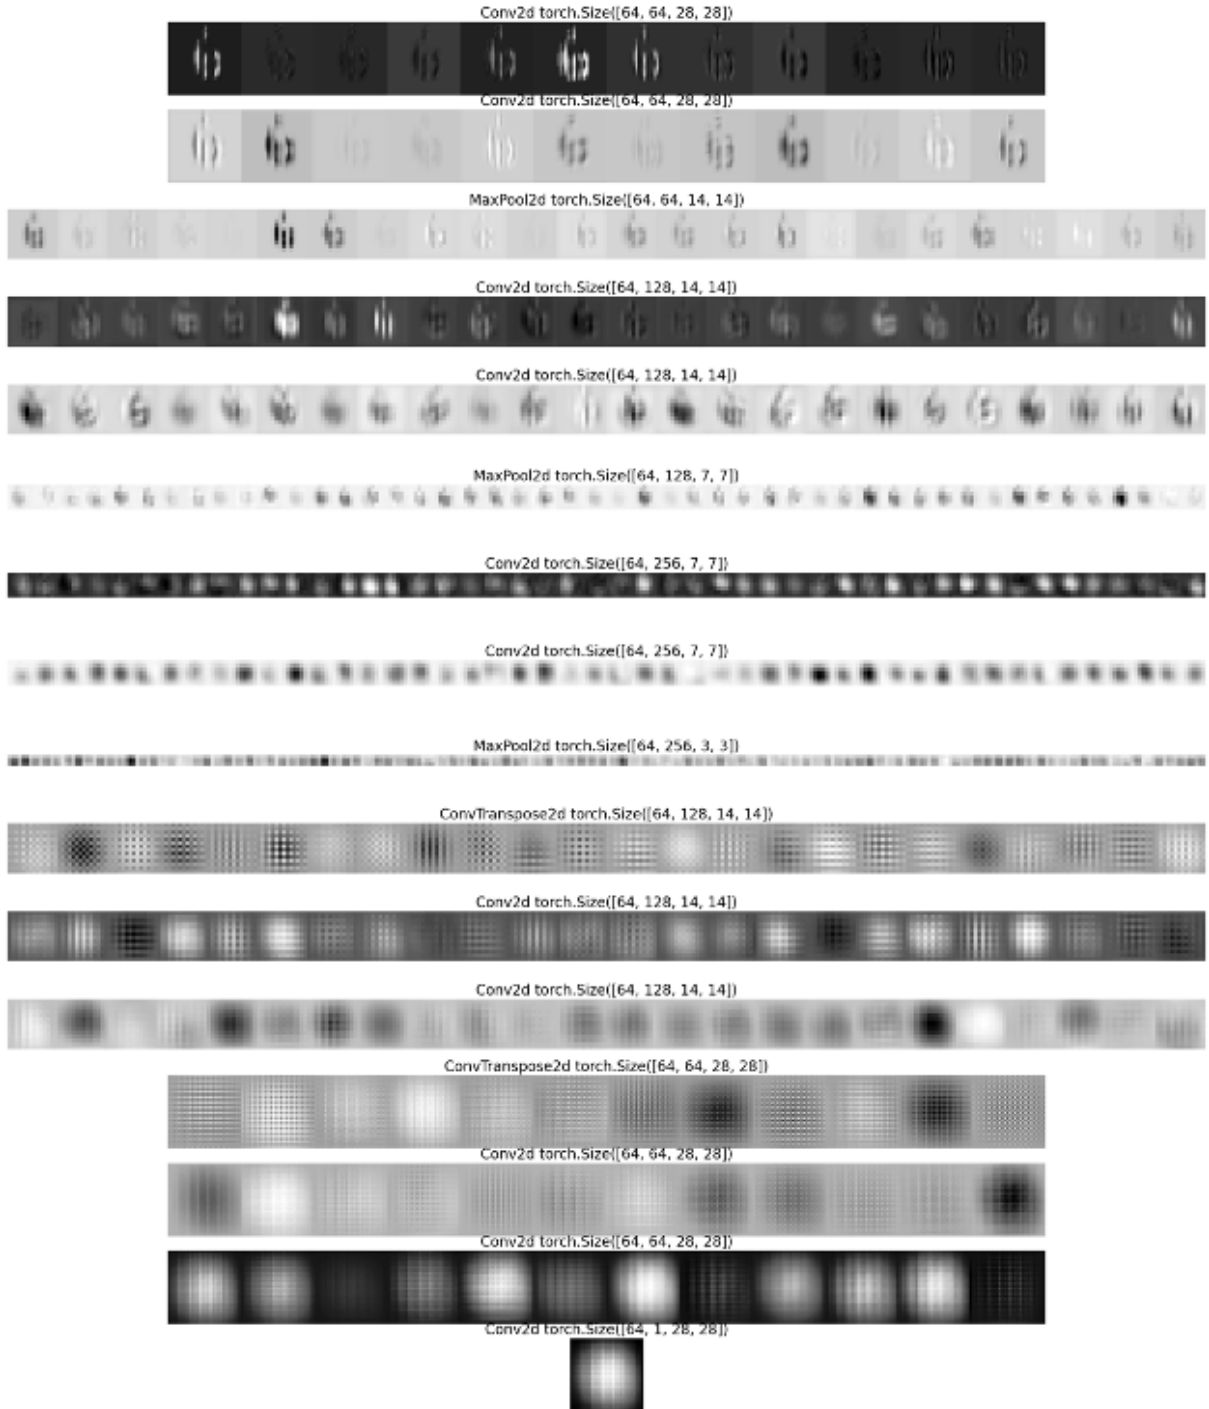 Conv2d torch.Size([64, 64, 28, 28])
Conv2d torch.Size([64, 64, 28, 28])
MaxPool2d torch.Size([64, 64, 14, 14])
Conv2d torch.Size([64, 128, 14, 14])
Conv2d torch.Size([64, 128, 14, 14])
MaxPool2d torch.Size([64, 128, 7, 7])
Conv2d torch.Size([64, 256, 7, 7])
Conv2d torch.Size([64, 256, 7, 7])
MaxPool2d torch.Size([64, 256, 3, 3])
ConvTranspose2d torch.Size([64, 128, 14, 14])
Conv2d torch.Size([64, 128, 14, 14])
Conv2d torch.Size([64, 128, 14, 14])
ConvTranspose2d torch.Size([64, 64, 28, 28])
Conv2d torch.Size([64, 64, 28, 28])
Conv2d torch.Size([64, 64, 28, 28])
Conv2d torch.Size([64, 1, 28, 28])